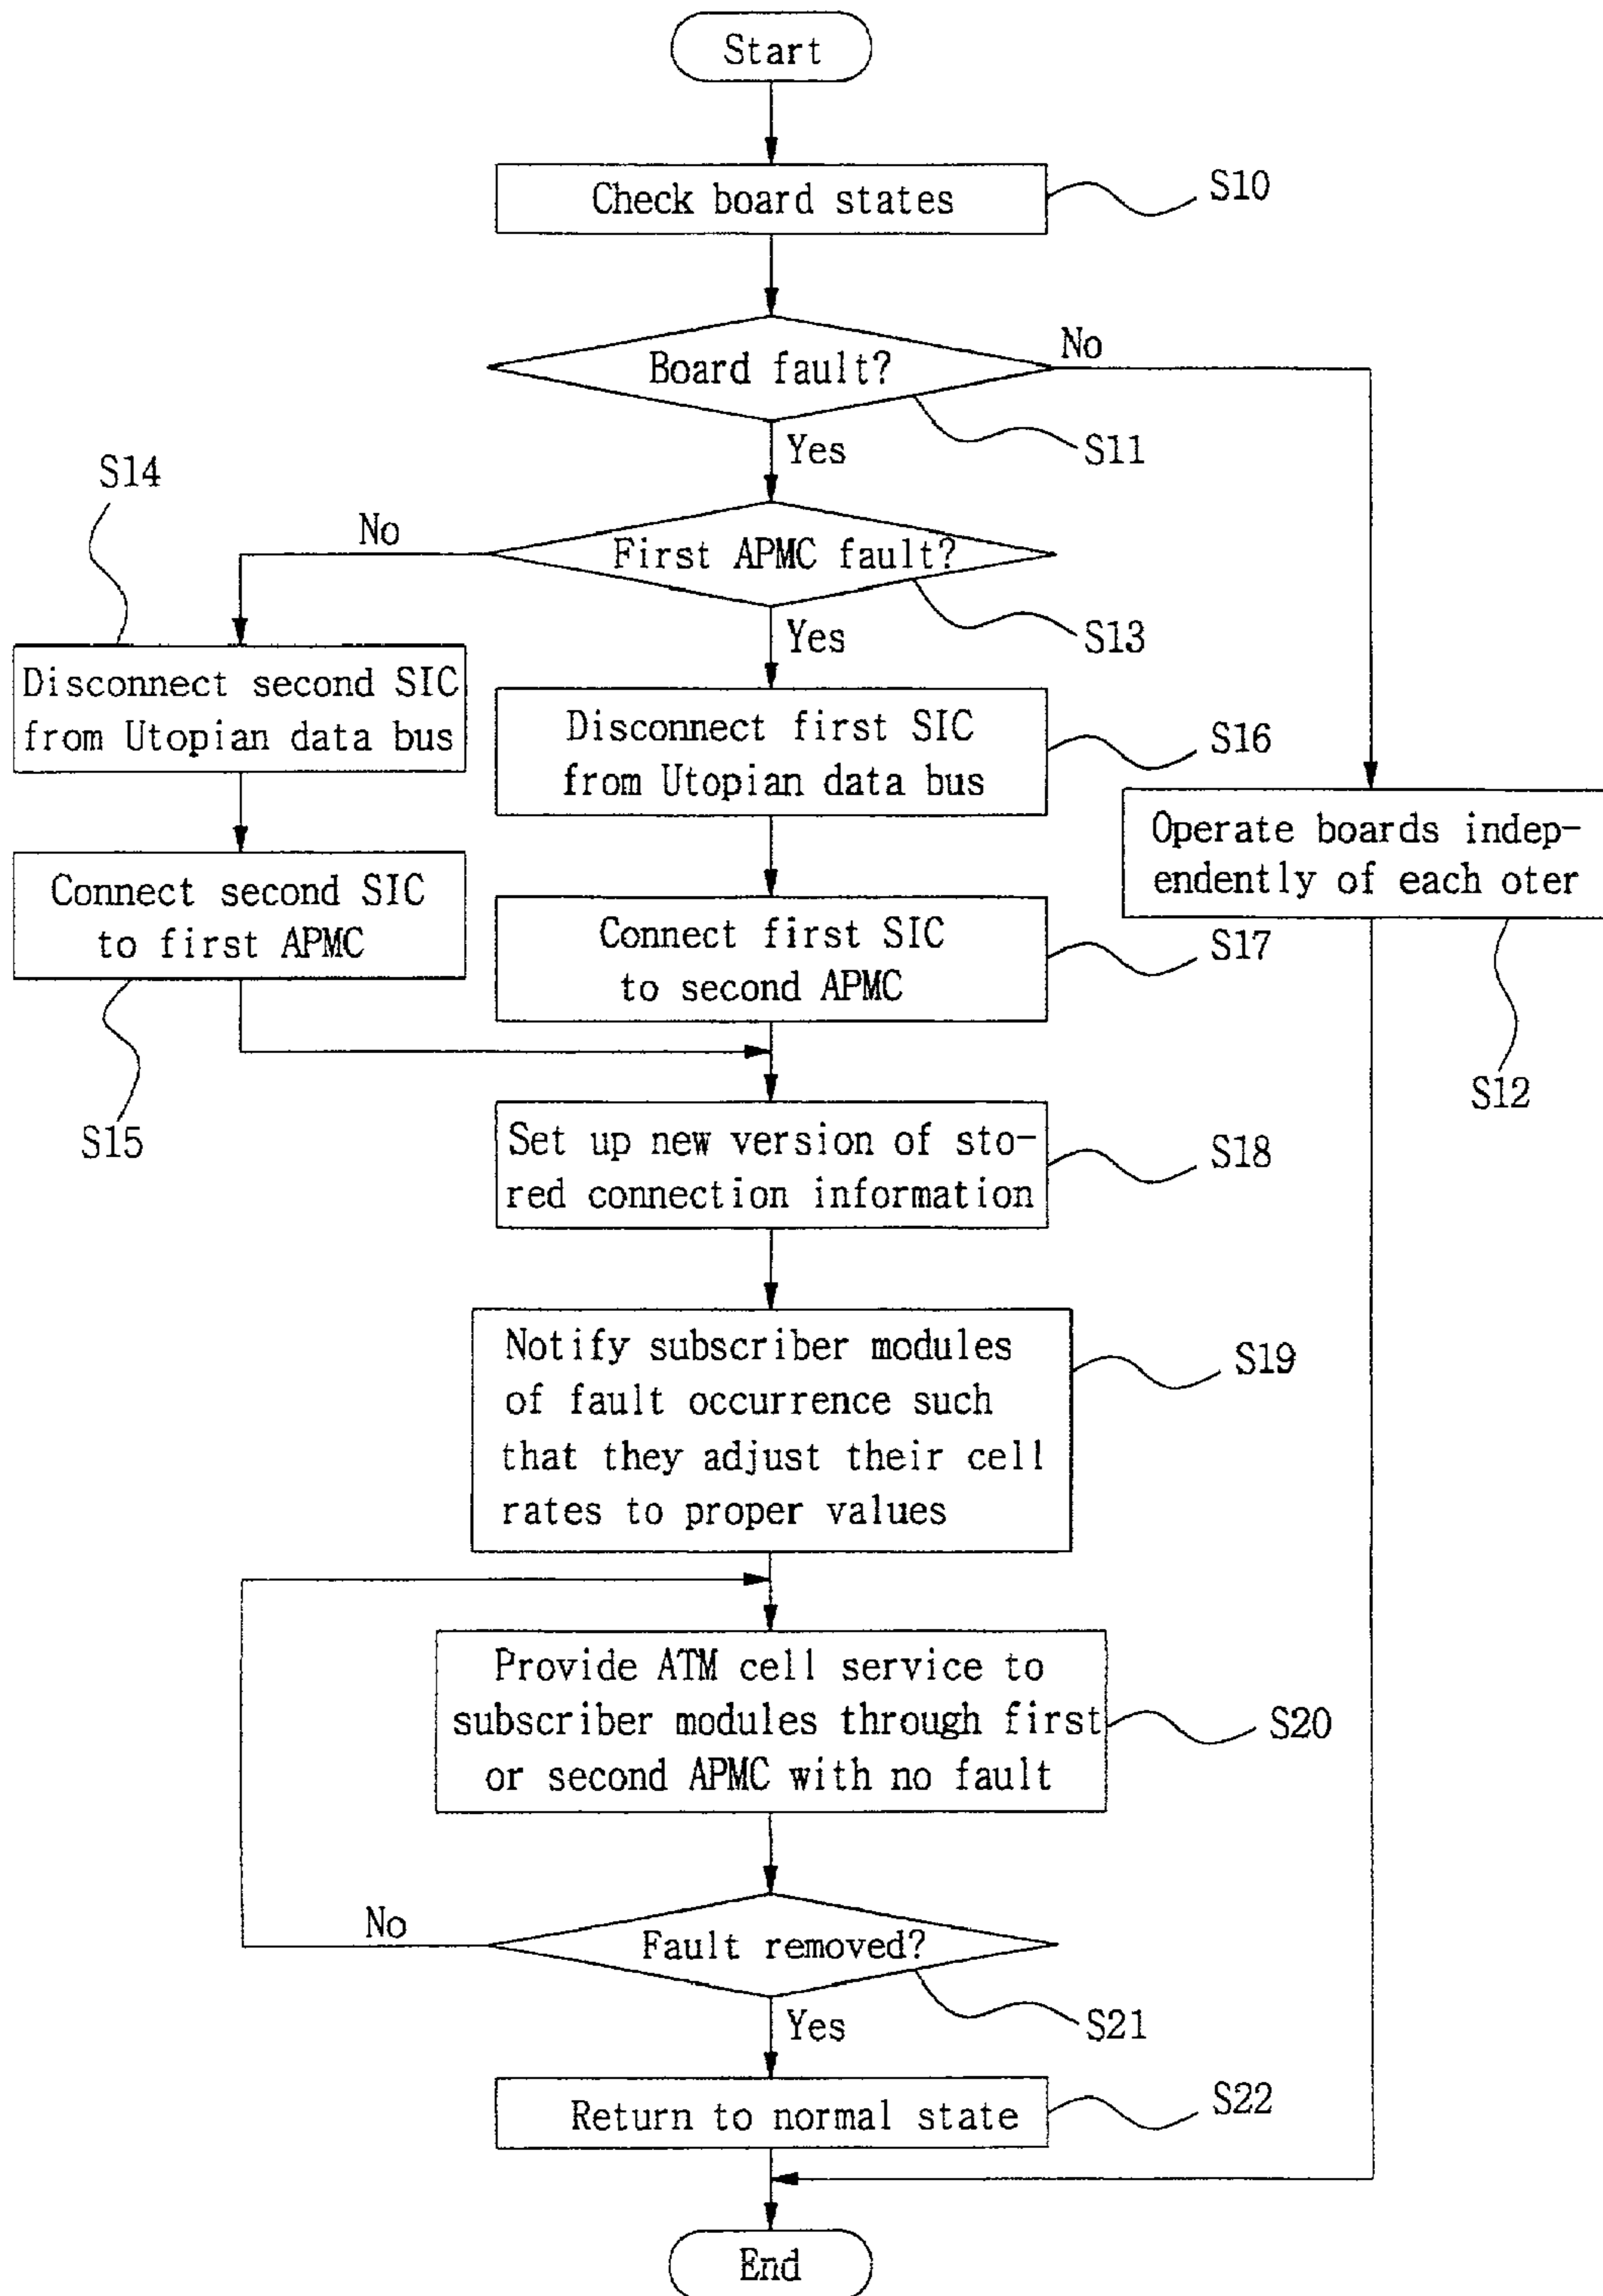 Start
Check board states
S10
Board fault?
No
S11
Yes
S14
No
First APMC fault?
S13
Yes
Disconnect second SIC
from Utopian data bus
Disconnect first SIC
from Utopian data bus
S16
Operate boards indep-
endently of each oter
S12
Connect second SIC
to first APMC
S15
Connect first SIC
to second APMC
S17
Set up new version of sto-
red connection information
S18
Notify subscriber modules
of fault occurrence such
that they adjust their cell
rates to proper values
S19
Provide ATM cell service to
subscriber modules through first
or second APMC with no fault
S20
No
Fault removed?
S21
Yes
Return to normal state
S22
End